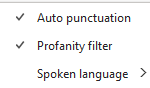 Auto punctuation
Profanity filter
Spoken language